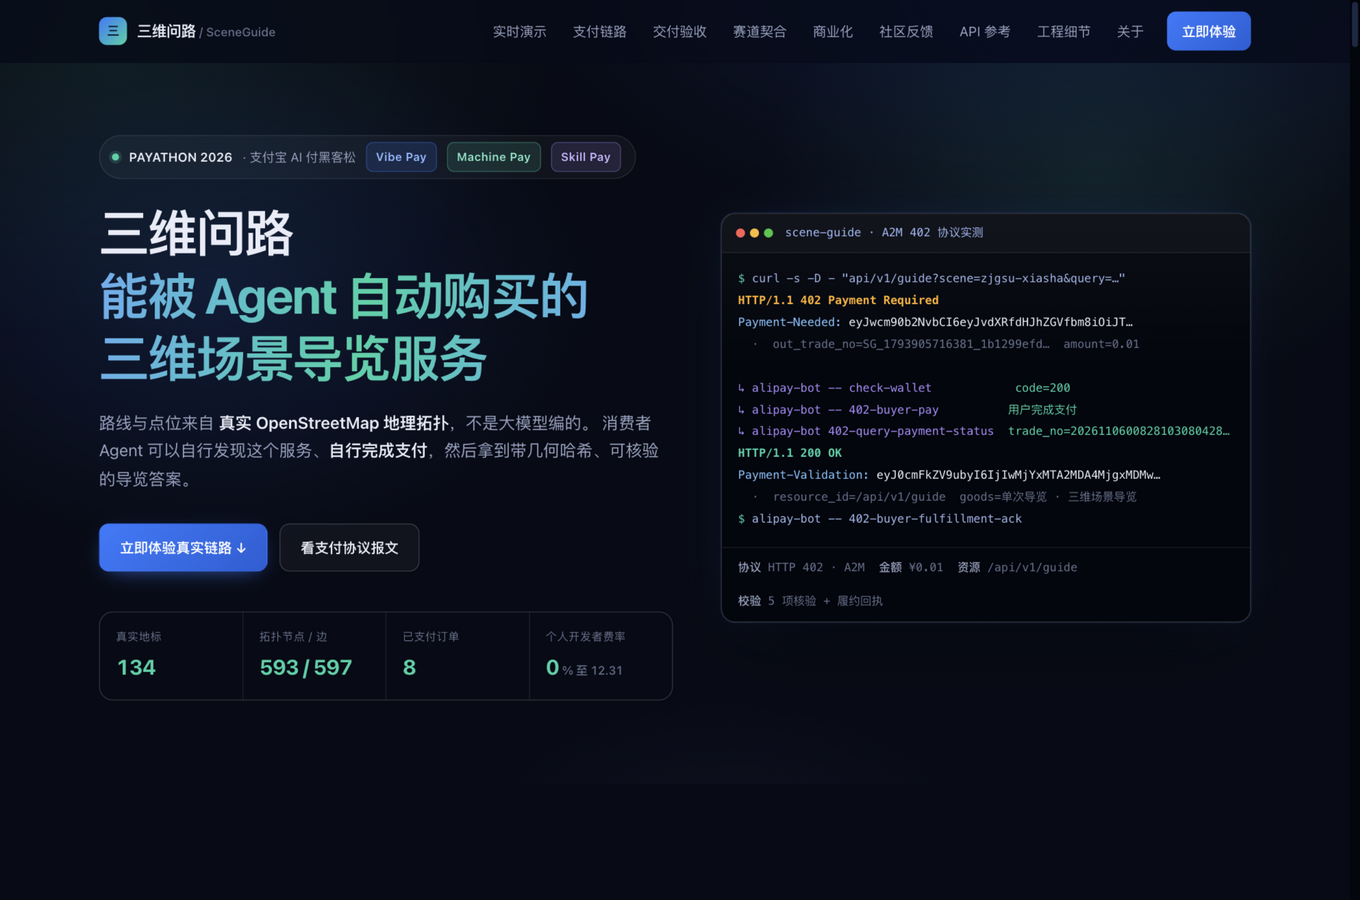 三 三维问路 / SceneGuide 实时演示 支付链路 交付验收 赛道契合 商业化 社区反馈 API 参考 工程细节 关于 立即体验
PAYATHON 2026 · 支付宝 AI 付黑客松 Vibe Pay Machine Pay Skill Pay
三维问路
能被 Agent 自动购买的
三维场景导览服务
路线与点位来自 真实 OpenStreetMap 地理拓扑，不是大模型编的。 消费者
Agent 可以自行发现这个服务、自行完成支付，然后拿到带几何哈希、可核验
的导览答案。
立即体验真实链路 ↓ 看支付协议报文
真实地标 拓扑节点 / 边 已支付订单 个人开发者费率
134 593 / 597 8 0 % 至 12.31
scene-guide · A2M 402 协议实测
$ curl -s -D - "api/v1/guide?scene=zjgsu-xiasha&query=…"
HTTP/1.1 402 Payment Required
Payment-Needed: eyJwcm90b2NvbCI6eyJvdXRfdHJhZGVfbm8iOiJT…
· out_trade_no=SG_1793905716381_1b1299efd… amount=0.01
↳ alipay-bot -- check-wallet code=200
↳ alipay-bot -- 402-buyer-pay 用户完成支付
↳ alipay-bot 402-query-payment-status trade_no=2026110600828103080428…
HTTP/1.1 200 OK
Payment-Validation: eyJ0cmFkZV9ubyI6IjIwMjYxMTA2MDA4MjgxMDMw…
· resource_id=/api/v1/guide goods=单次导览 · 三维场景导览
$ alipay-bot -- 402-buyer-fulfillment-ack
协议 HTTP 402 · A2M 金额 ¥0.01 资源 /api/v1/guide
校验 5 项核验 + 履约回执